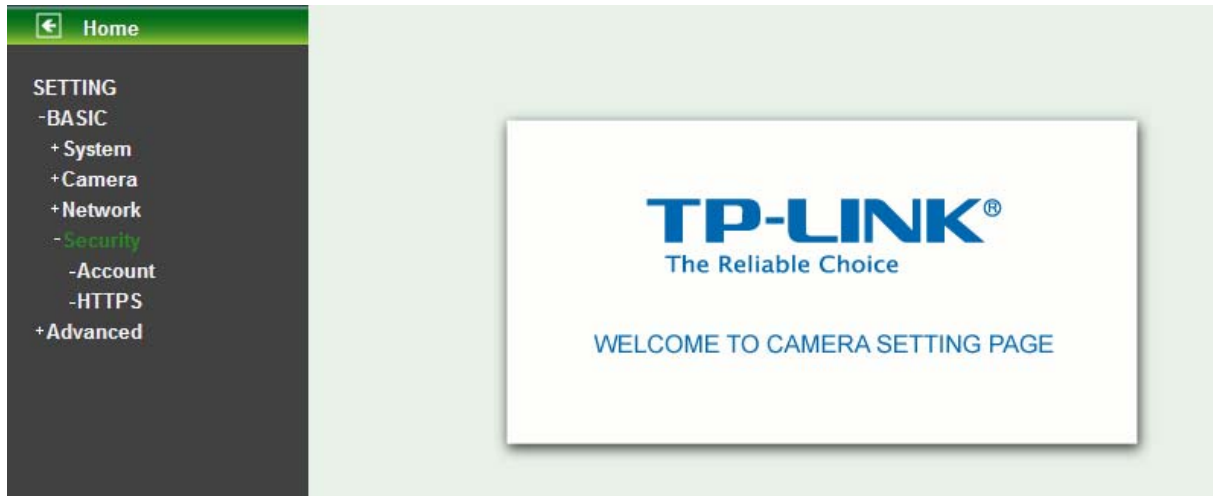 Home
SETTING
-BASIC
+System
+Camera
+Network
-Security
-Account
-HTTPS
+Advanced
TP-LINK®
The Reliable Choice
WELCOME TO CAMERA SETTING PAGE